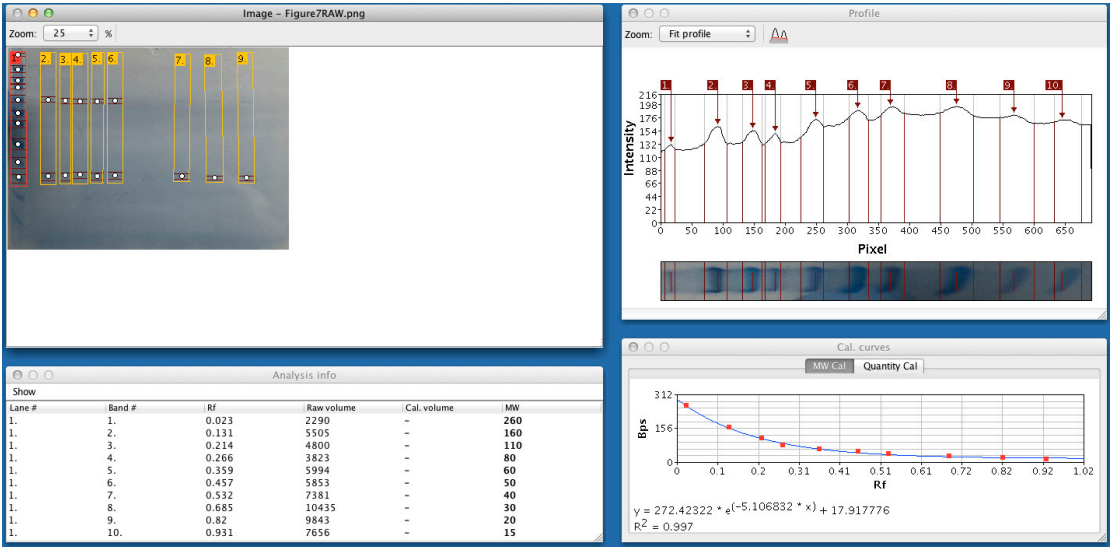 Image – Figure7RAW.png
Zoom: 25 %
1. 2. 3. 4. 5. 6. 7. 8. 9.
Profile
Zoom: Fit profile
1. 2. 3. 4. 5. 6. 7. 8. 9. 10.
216
198
176
154
132
110
88
66
44
22
0
Intensity
0 50 100 150 200 250 300 350 400 450 500 550 600 650
Pixel
Analysis info
Show
Lane # Band # Rf Raw volume Cal. volume MW
1. 1. 0.023 2290 – 260
1. 2. 0.131 5505 – 160
1. 3. 0.214 4800 – 110
1. 4. 0.266 3823 – 80
1. 5. 0.359 5994 – 60
1. 6. 0.457 5853 – 50
1. 7. 0.532 7381 – 40
1. 8. 0.685 10435 – 30
1. 9. 0.82 9843 – 20
1. 10. 0.931 7656 – 15
Cal. curves
MW Cal Quantity Cal
312
156
0
Bps
0 0.1 0.2 0.31 0.41 0.51 0.61 0.72 0.82 0.92 1.02
Rf
y = 272.42322 * e(-5.106832 * x) + 17.917776
R2 = 0.997